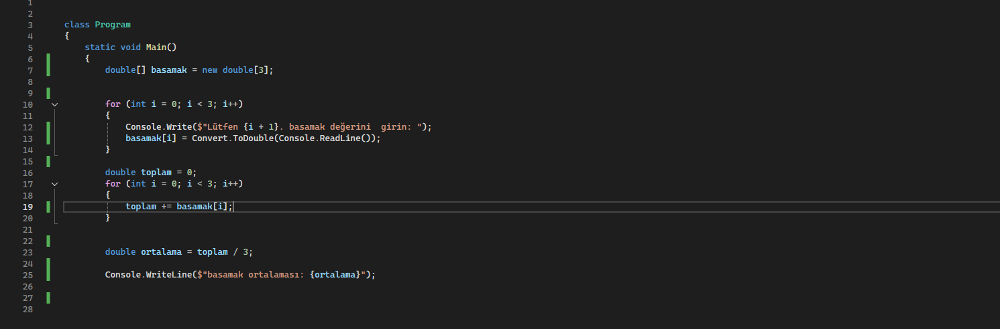 1
2
3 class Program
4 {
5     static void Main()
6     {
7         double[] basamak = new double[3];
8
9
10         for (int i = 0; i < 3; i++)
11         {
12             Console.Write($"Lütfen {i + 1}. basamak değerini  girin: ");
13             basamak[i] = Convert.ToDouble(Console.ReadLine());
14         }
15
16         double toplam = 0;
17         for (int i = 0; i < 3; i++)
18         {
19             toplam += basamak[i];
20         }
21
22
23         double ortalama = toplam / 3;
24
25         Console.WriteLine($"basamak ortalaması: {ortalama}");
26
27
28